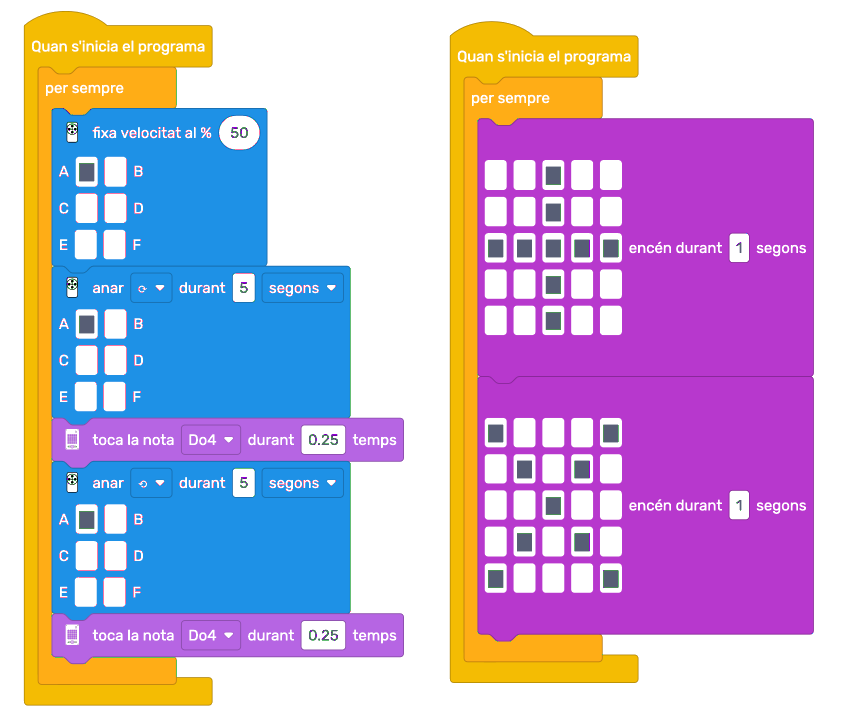 Quan s'inicia el programa
per sempre
fixa velocitat al % 50
A B
C D
E F
anar durant 5 segons
A B
C D
E F
toca la nota Do4 durant 0.25 temps
anar durant 5 segons
A B
C D
E F
toca la nota Do4 durant 0.25 temps
Quan s'inicia el programa
per sempre
encén durant 1 segons
encén durant 1 segons